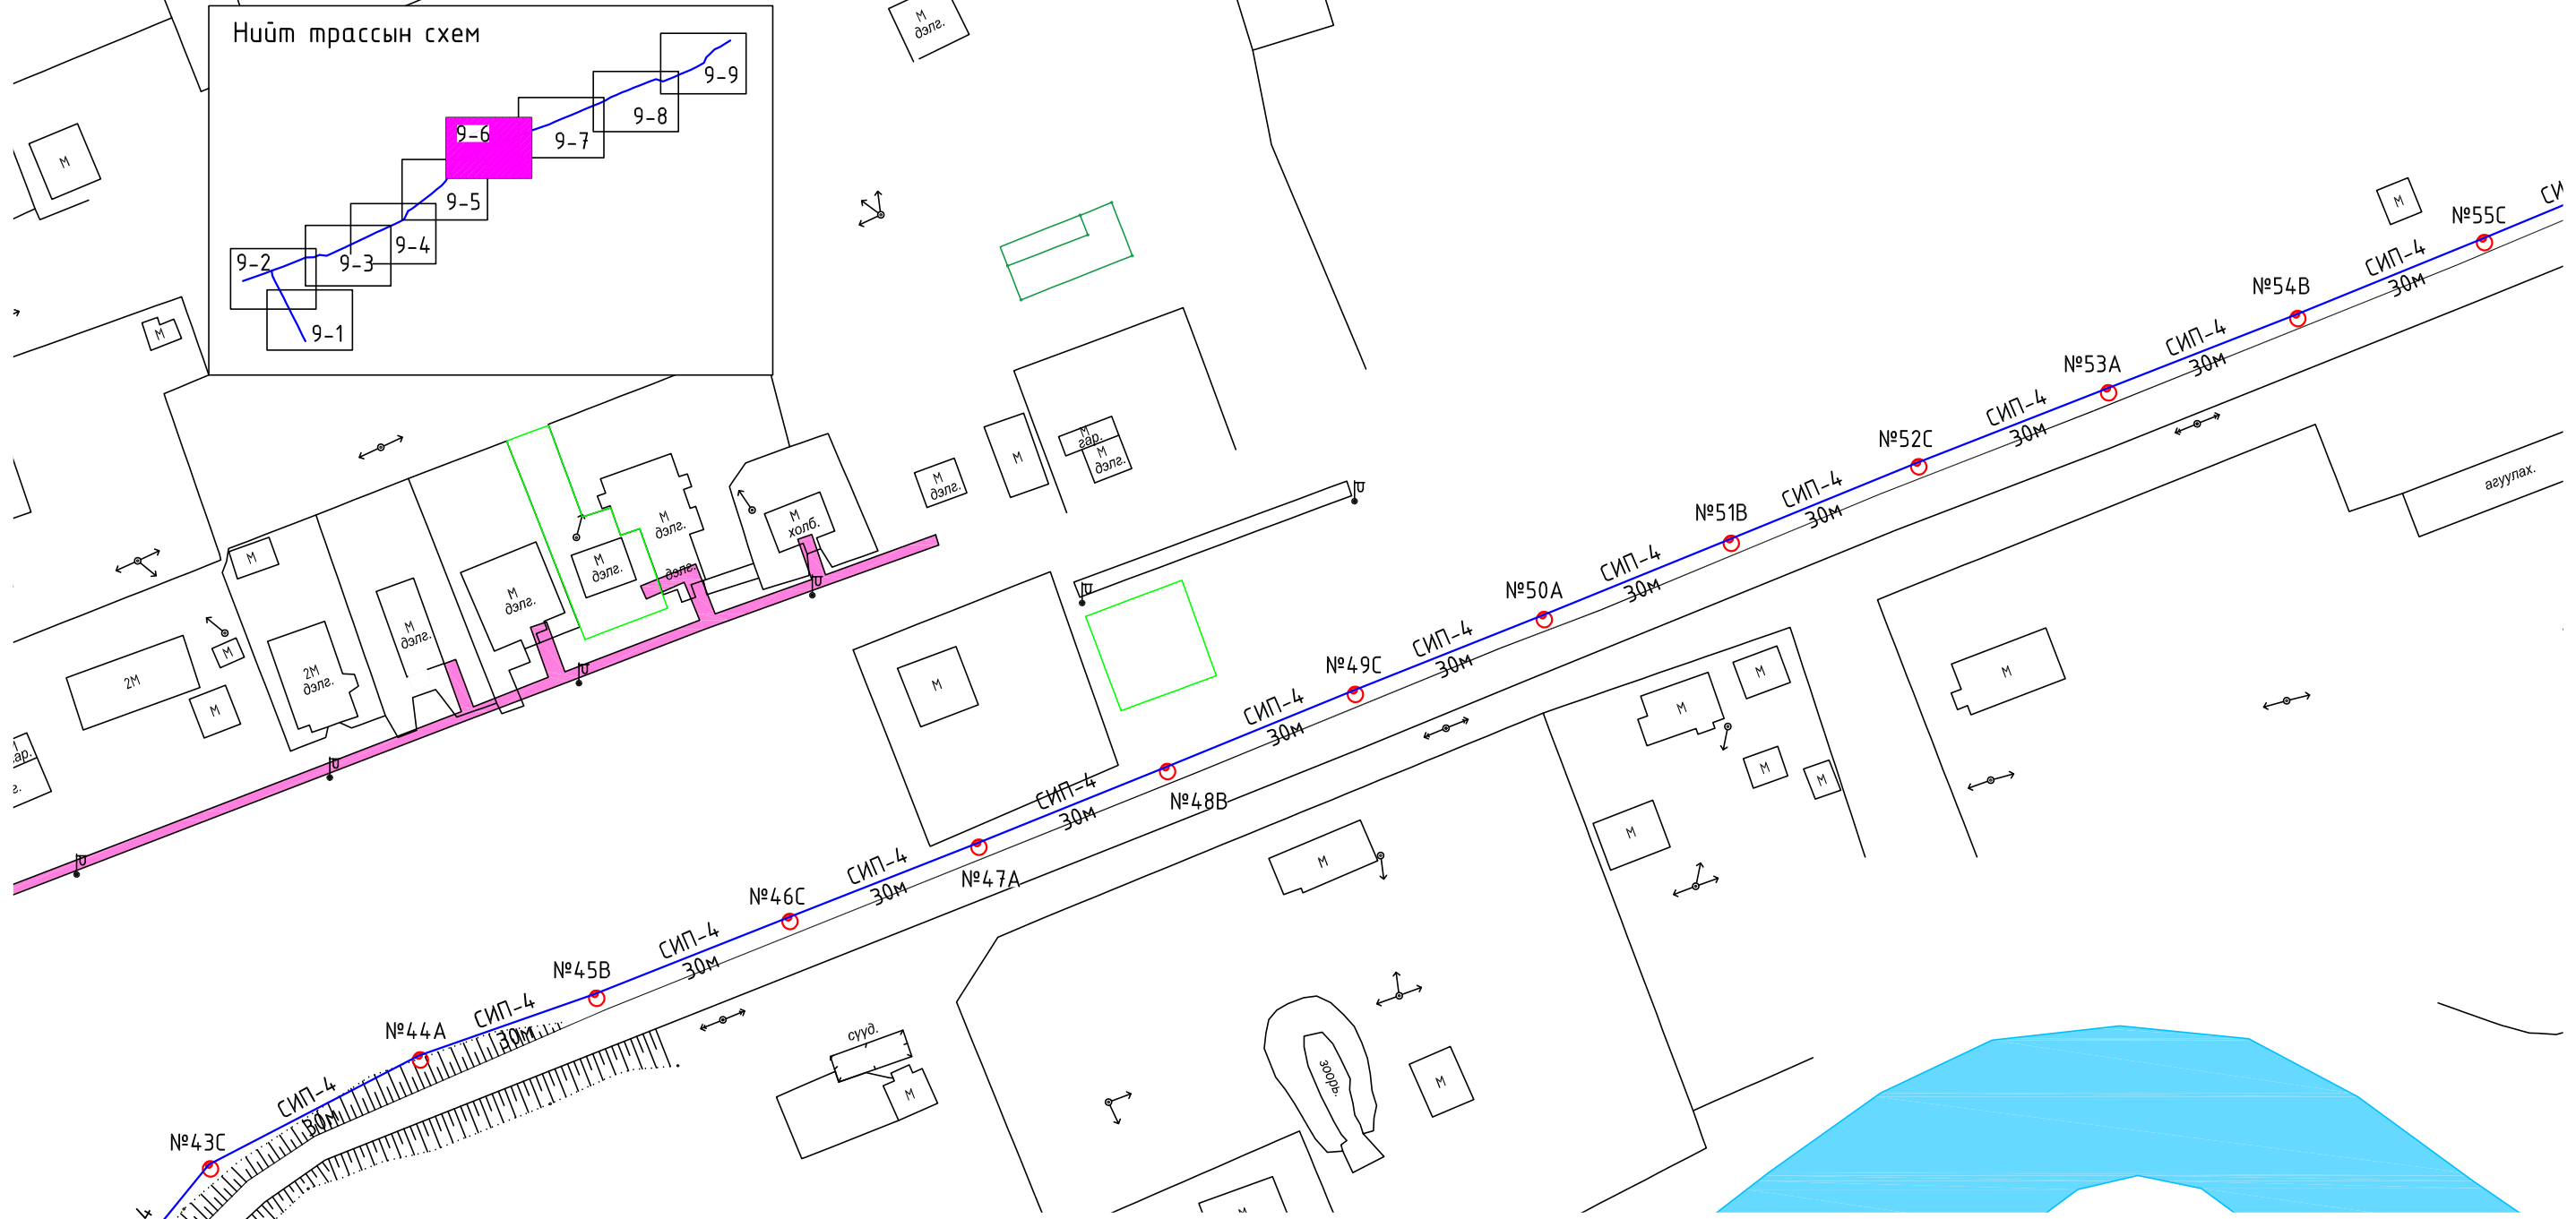 Нийт трассын схем
9-9
9-8
9-7
9-6
9-5
9-4
9-3
9-2
9-1
М
дэлг.
М
М
М
№55С
СИП-4
30м
№54В
СИП-4
30м
№53А
СИП-4
30м
№52С
СИП-4
30м
№51В
СИП-4
30м
№50А
СИП-4
30м
№49С
СИП-4
30м
№48В
СИП-4
30м
№47А
СИП-4
30м
№46С
СИП-4
30м
№45В
СИП-4
30м
№44А
СИП-4
30м
№43С
4
М
гар.
М
дэлг.
М
М
дэлг.
М
холб.
М
дэлг.
дэлг.
М
дэлг.
М
дэлг.
М
дэлг.
М
2М
дэлг.
М
2М
М
М
агуулах.
М
М
М
М
М
М
М
сууд.
М
зоорь.
М
М